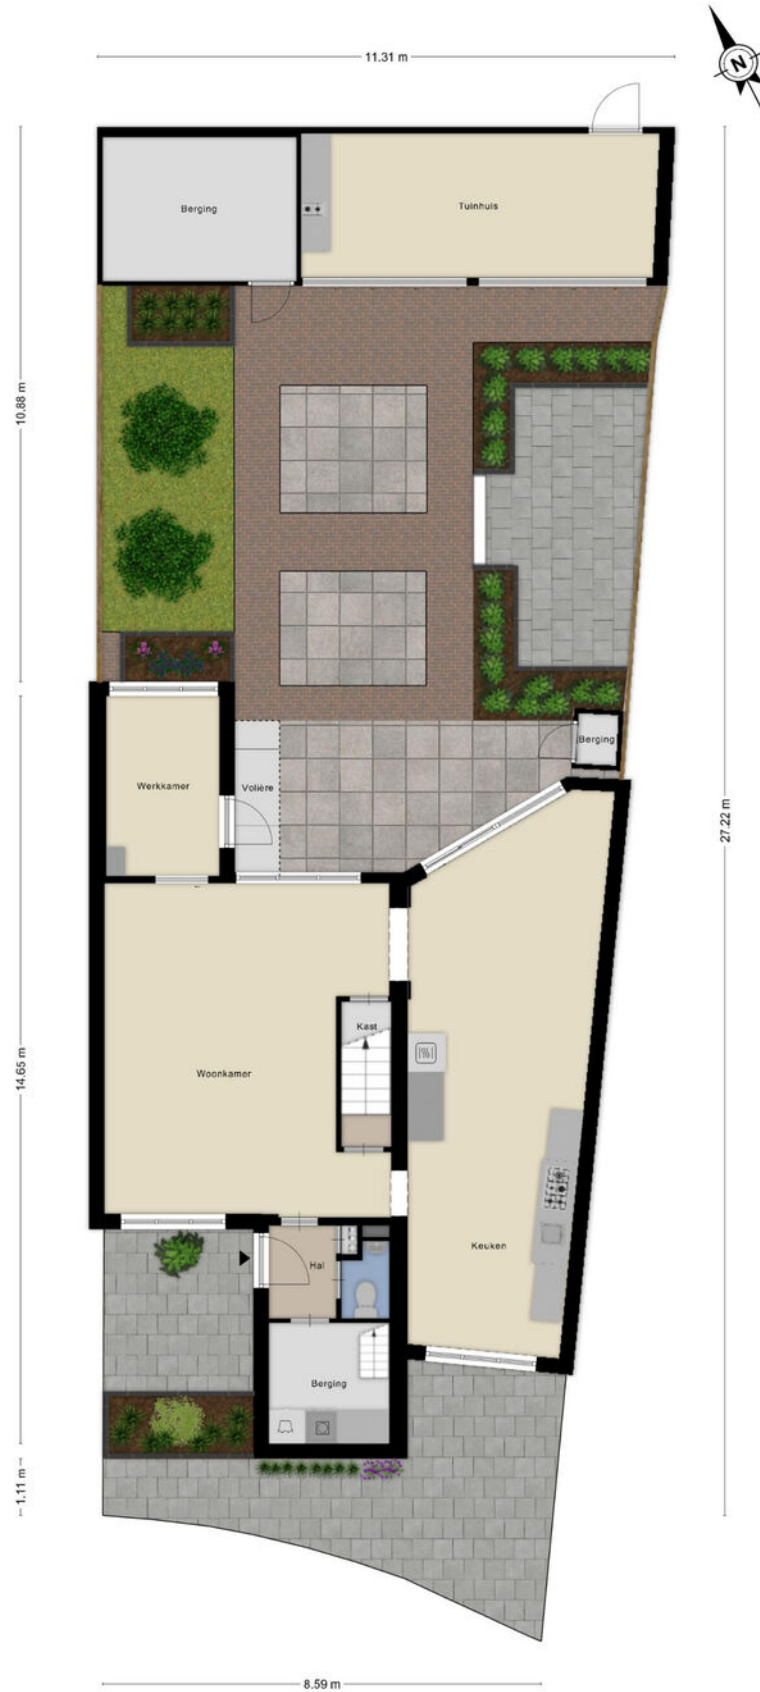 11.31 m
N
Berging
Tuinhuis
10.88 m
Berging
Werkkamer
Volière
27.22 m
Kast
Woonkamer
14.65 m
Keuken
Hal
Berging
1.11 m
8.59 m